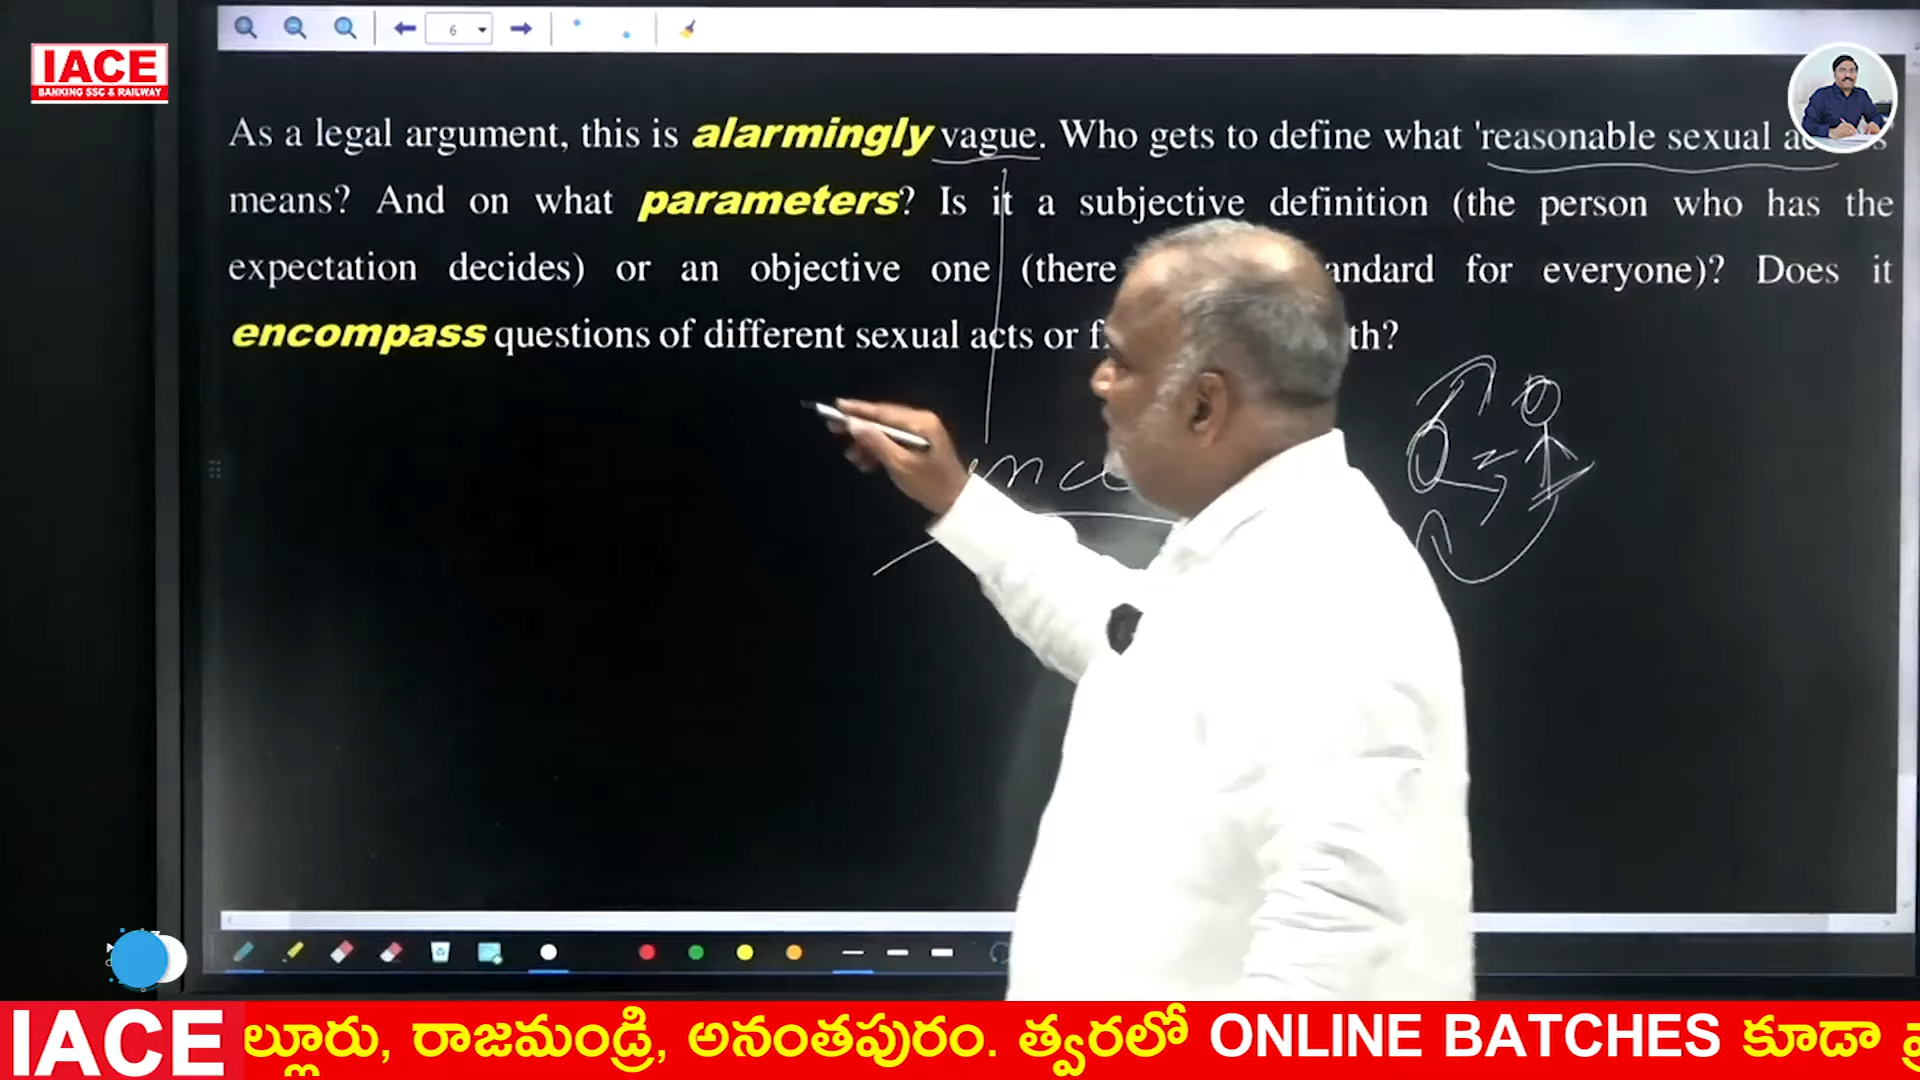 6
IACE
BANKING SSC & RAILWAY
As a legal argument, this is alarmingly vague. Who gets to define what 'reasonable sexual
means? And on what parameters? Is it a subjective definition (the person who has the
expectation decides) or an objective one (there andard for everyone)? Does it
encompass questions of different sexual acts or th?
IACE ల్లూరు, రాజమండ్రి, అనంతపురం. త్వరలో ONLINE BATCHES కూడా